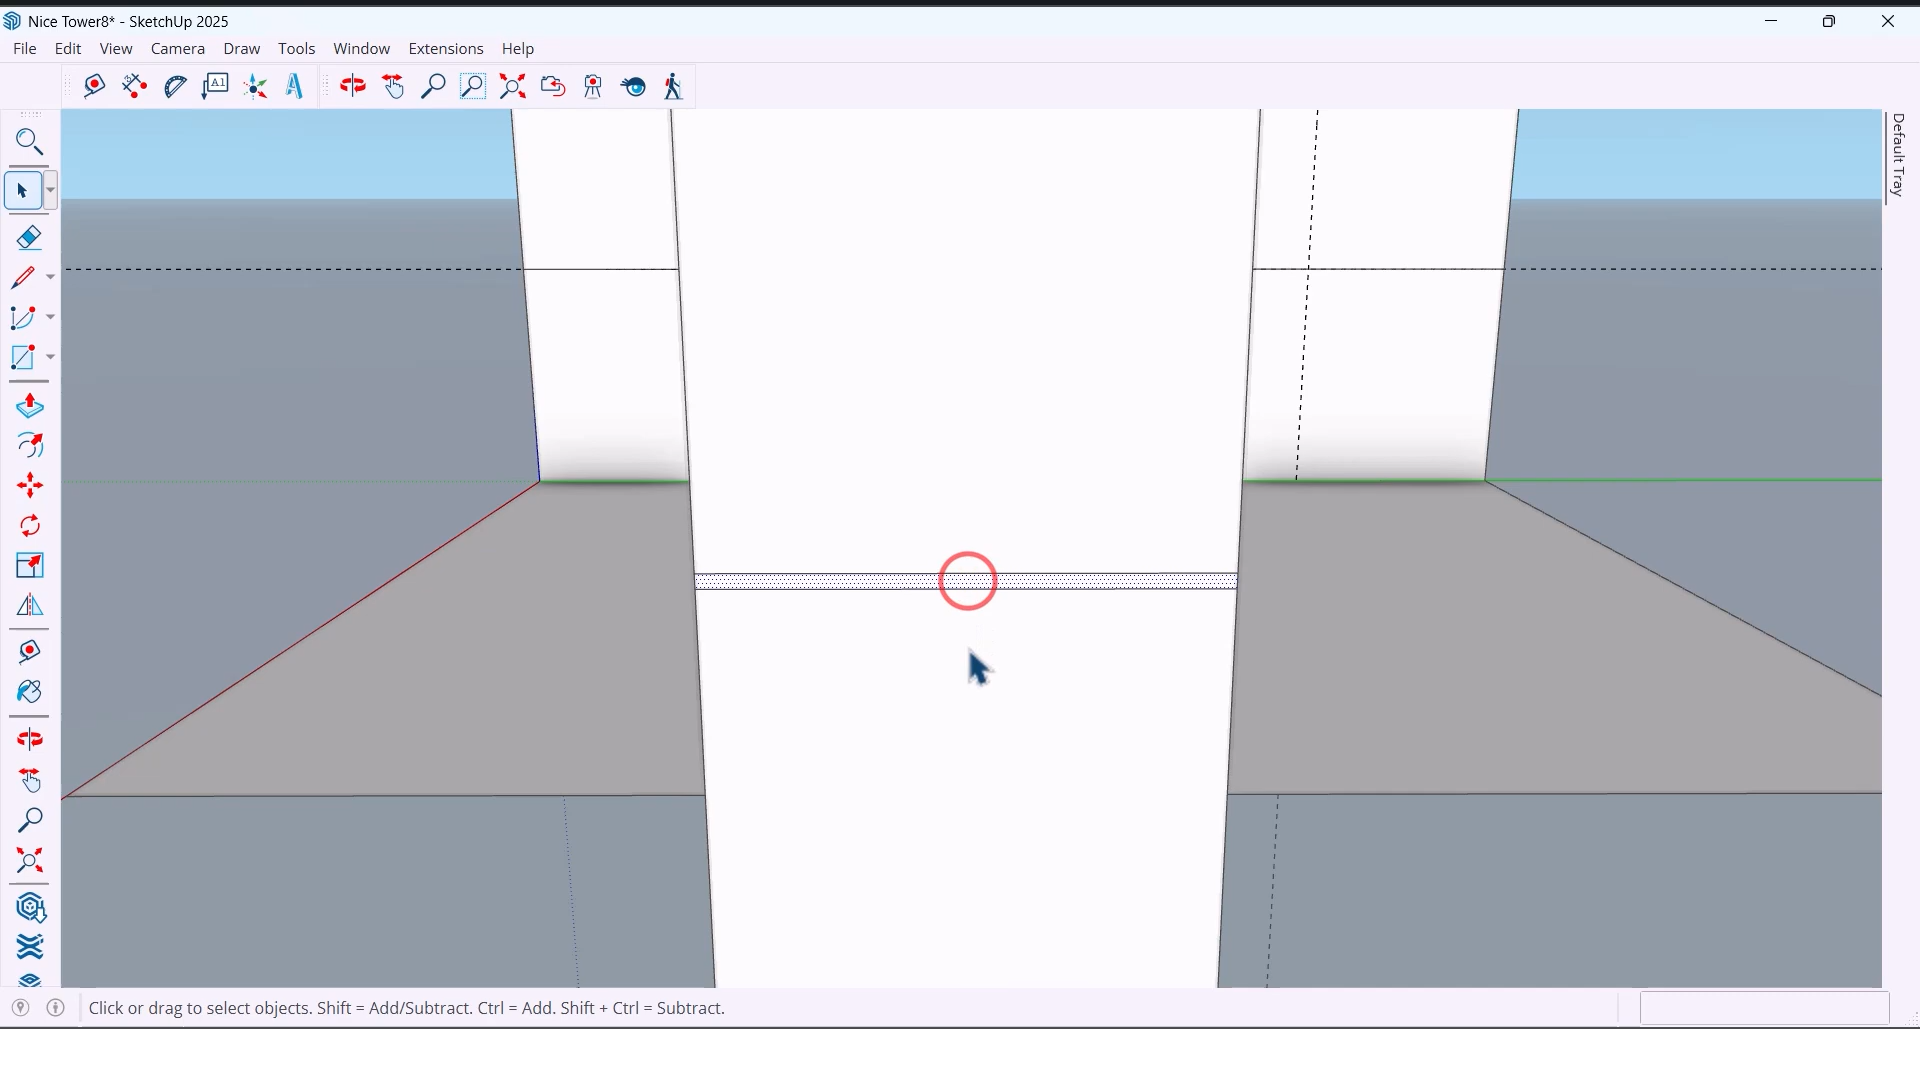 Nice Tower8* - SketchUp 2025
File Edit View Camera Draw Tools Window Extensions Help
A1
Default Tray
Click or drag to select objects. Shift = Add/Subtract. Ctrl = Add. Shift + Ctrl = Subtract.